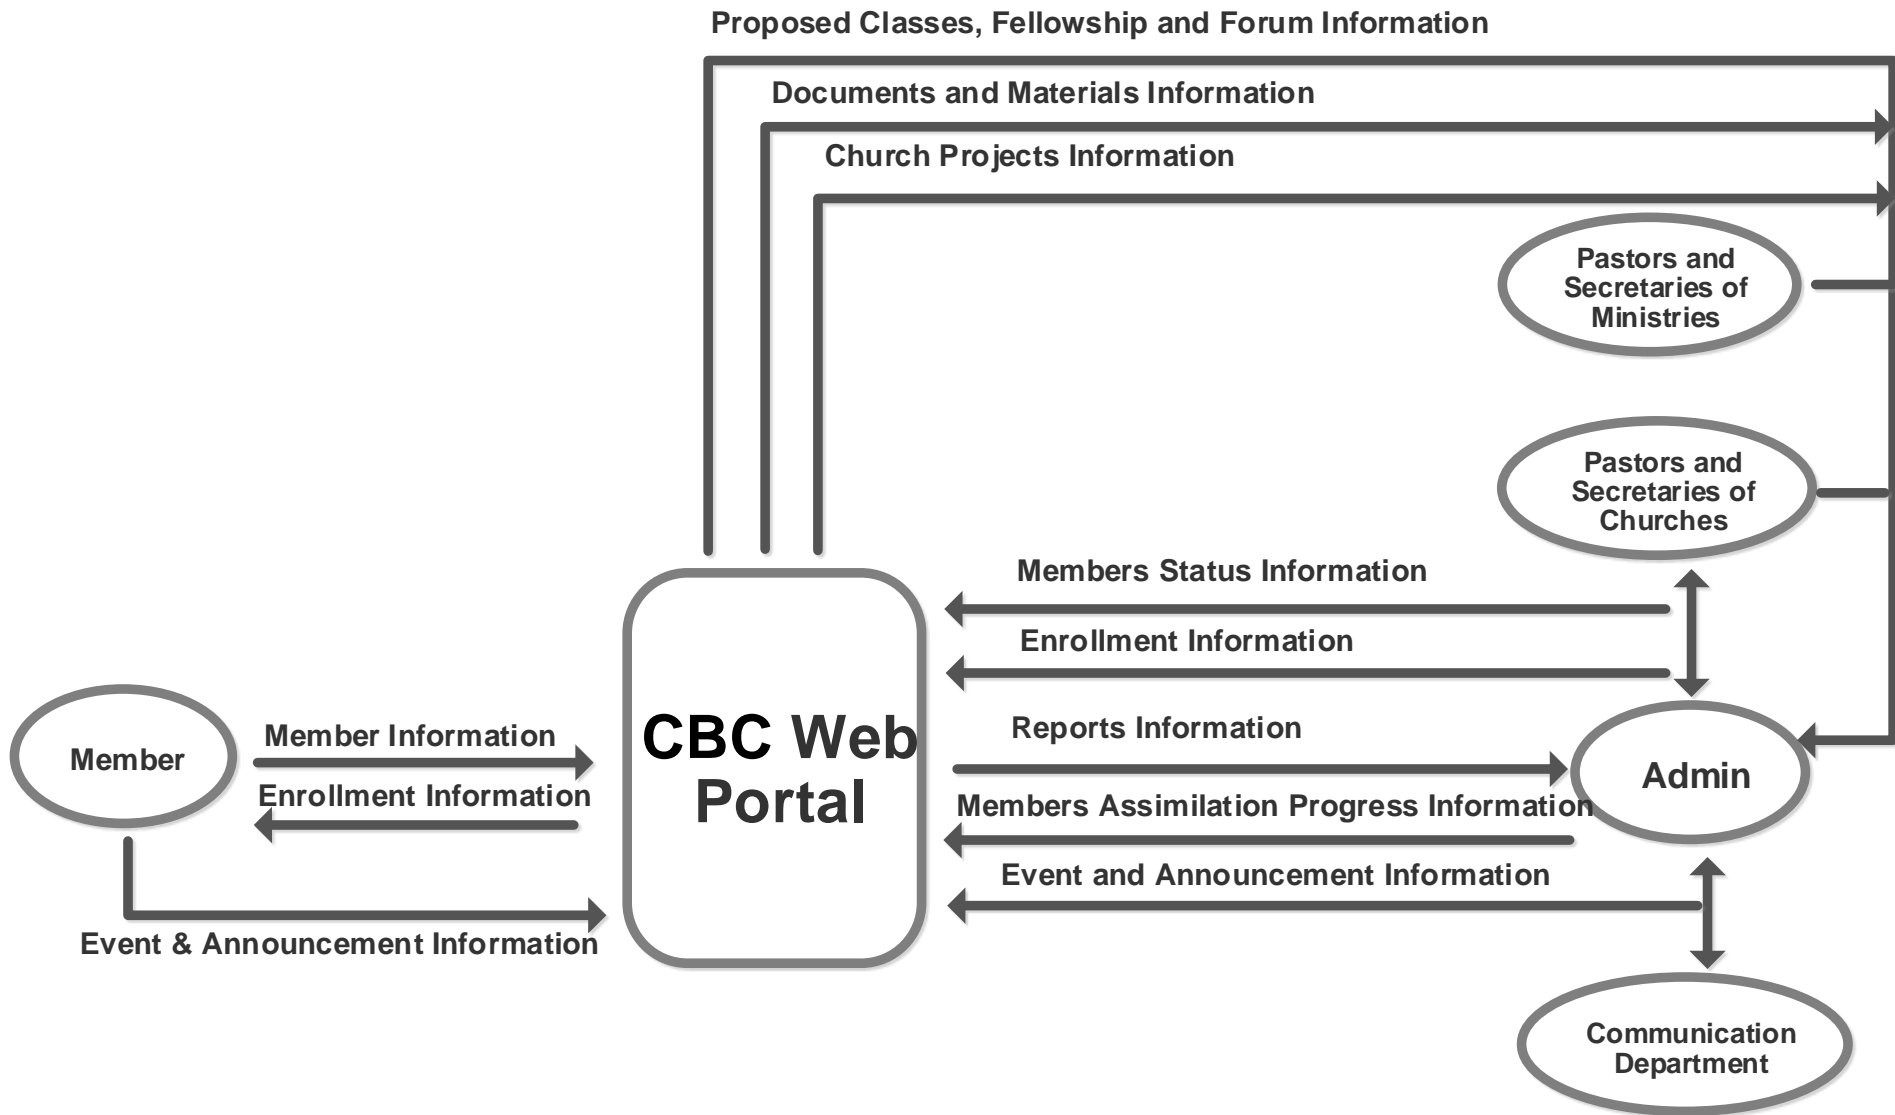 Proposed Classes, Fellowship and Forum Information
Documents and Materials Information
Church Projects Information
Pastors and
Secretaries of
Ministries
Pastors and
Secretaries of
Churches
Members Status Information
Enrollment Information
Member
Member Information
Enrollment Information
Event & Announcement Information
CBC Web
Portal
Reports Information
Admin
Members Assimilation Progress Information
Event and Announcement Information
Communication
Department